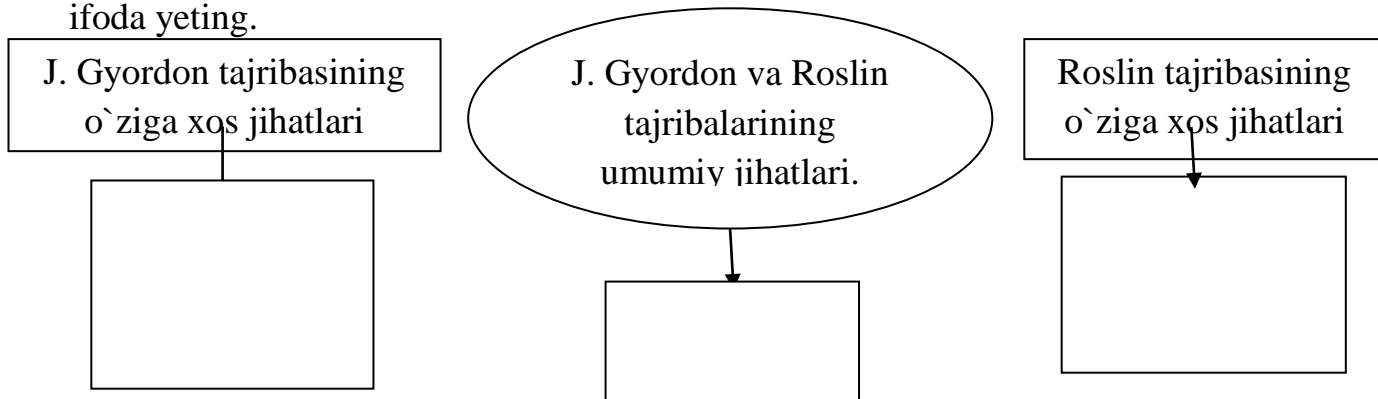 ifoda yeting.
J. Gyordon tajribasining
o`ziga xos jihatlari
J. Gyordon va Roslin
tajribalarining
umumiy jihatlari.
Roslin tajribasining
o`ziga xos jihatlari